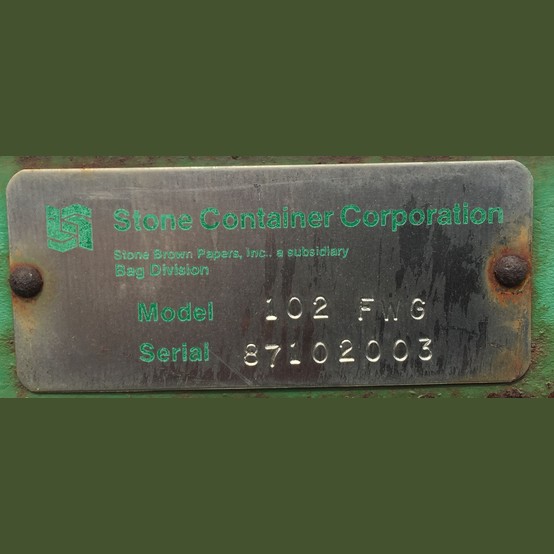 Stone Container Corporation
Stone Brown Papers, Inc., a subsidiary
Bag Division
Model 102 FWG
Serial 87102003